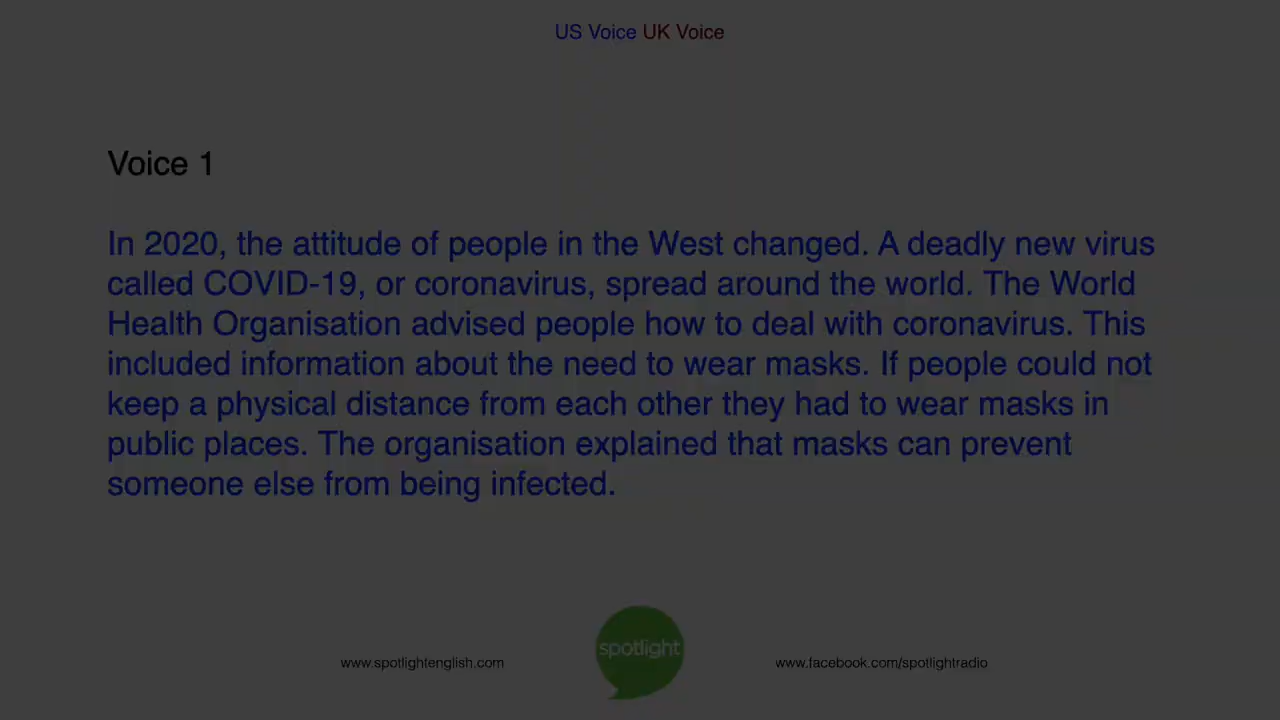 US Voice UK Voice
Voice 1
In 2020, the attitude of people in the West changed. A deadly new virus
called COVID-19, or coronavirus, spread around the world. The World
Health Organisation advised people how to deal with coronavirus. This
included information about the need to wear masks. If people could not
keep a physical distance from each other they had to wear masks in
public places. The organisation explained that masks can prevent
someone else from being infected.
www.spotlightenglish.com
spotlight
www.facebook.com/spotlightradio